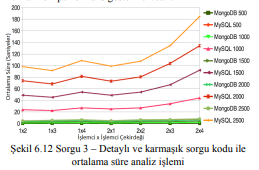 200
180
160
140
120
100
80
60
40
20
0
Ortalama Süre (Saniyeler)
1x2 1x3 1x4 2x1 2x2 2x3 2x4
İşlemci x İşlemci Çekirdeği
MongoDB 500
MySQL 500
MongoDB 1000
MySQL 1000
MongoDB 1500
MySQL 1500
MongoDB 2000
MySQL 2000
MongoDB 2500
MySQL 2500
Şekil 6.12 Sorgu 3 – Detaylı ve karmaşık sorgu kodu ile
ortalama süre analiz işlemi